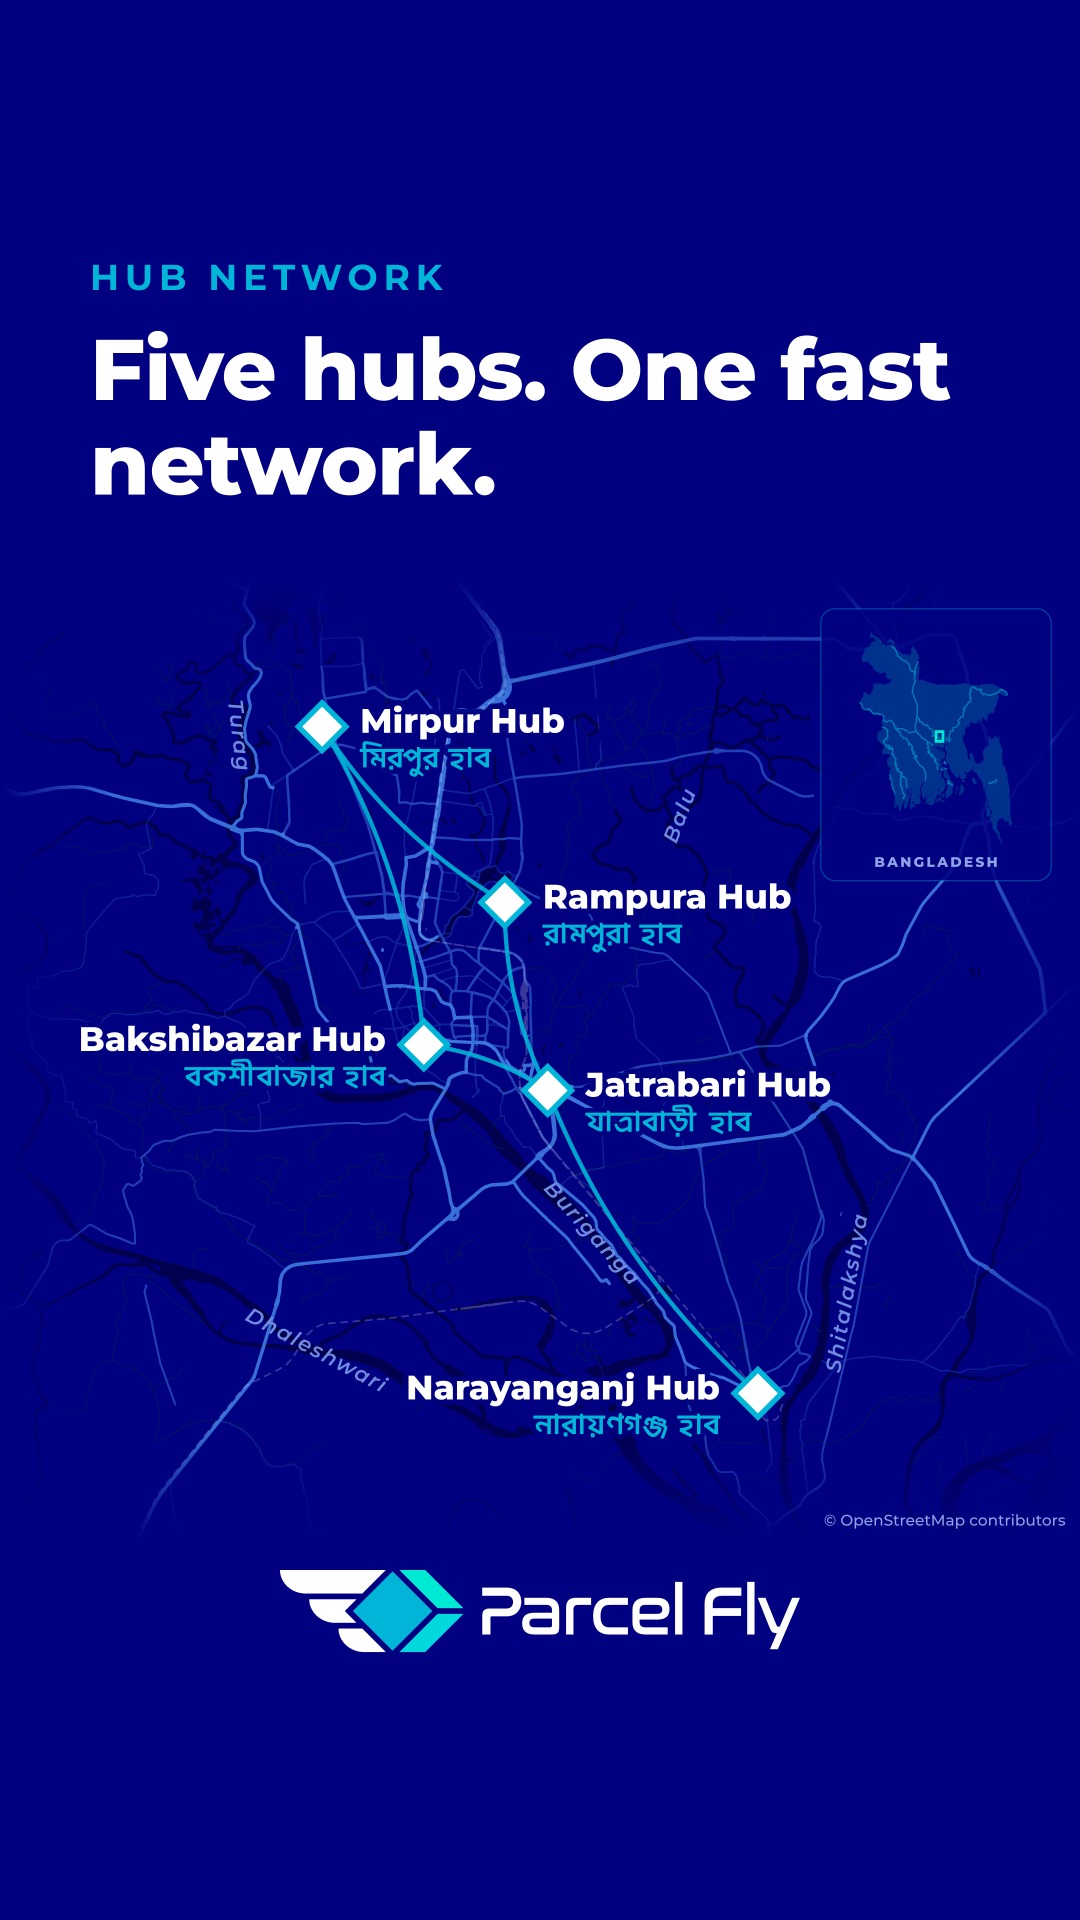 HUB NETWORK
Five hubs. One fast
network.
Turag
Mirpur Hub
মিরপুর হাব
Balu
BANGLADESH
Rampura Hub
রামপুরা হাব
Bakshibazar Hub
বকশীবাজার হাব
Jatrabari Hub
যাত্রাবাড়ী হাব
Buriganga
Shitalakshya
Dhaleshwari
Narayanganj Hub
নারায়ণগঞ্জ হাব
© OpenStreetMap contributors
Parcel Fly